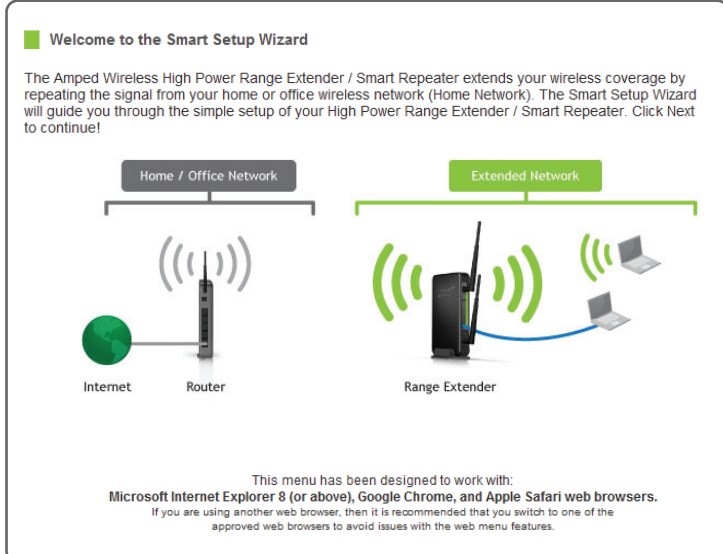 Welcome to the Smart Setup Wizard
The Amped Wireless High Power Range Extender / Smart Repeater extends your wireless coverage by
repeating the signal from your home or office wireless network (Home Network). The Smart Setup Wizard
will guide you through the simple setup of your High Power Range Extender / Smart Repeater. Click Next
to continue!
Home / Office Network
Extended Network
Internet
Router
Range Extender
This menu has been designed to work with:
Microsoft Internet Explorer 8 (or above), Google Chrome, and Apple Safari web browsers.
If you are using another web browser, then it is recommended that you switch to one of the
approved web browsers to avoid issues with the web menu features.